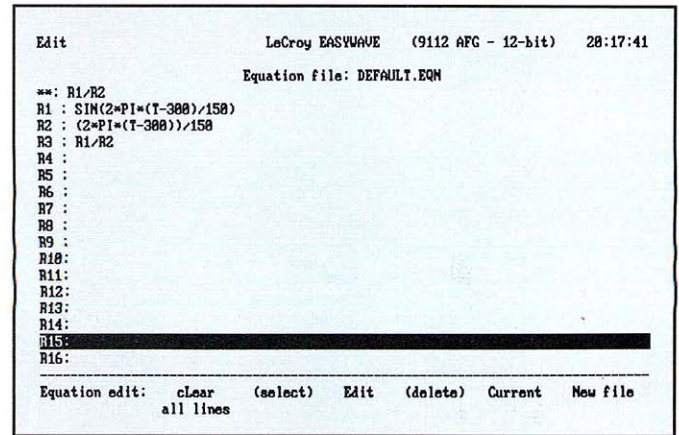 Edit LeCroy EASYWAVE (9112 AFG - 12-bit) 20:17:41
Equation file: DEFAULT.EQN
**: R1/R2
R1 : SIN(2*PI*(T-300)/150)
R2 : (2*PI*(T-300))/150
R3 : R1/R2
R4 :
R5 :
R6 :
R7 :
R8 :
R9 :
R10:
R11:
R12:
R13:
R14:
R15:
R16:
Equation edit: cLear (select) Edit (delete) Current New file
all lines